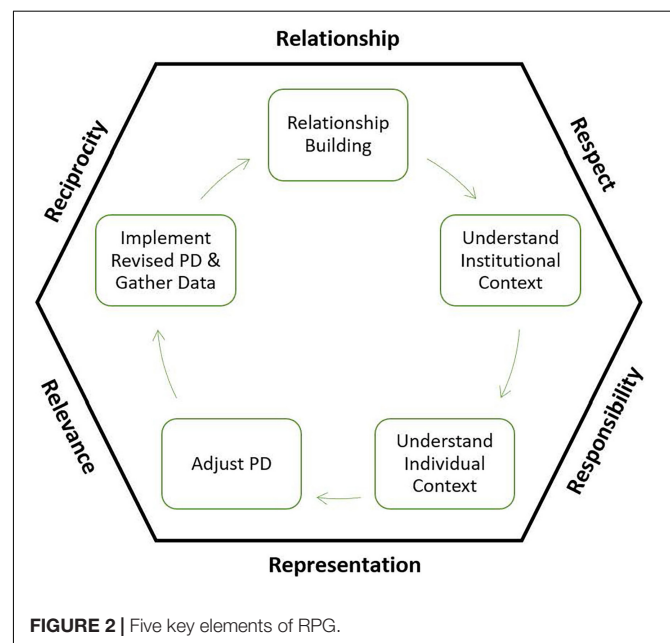 Relationship
Reciprocity
Respect
Relationship
Building
Implement
Revised PD &
Gather Data
Understand
Institutional
Context
Relevance
Responsibility
Adjust PD
Understand
Individual
Context
Representation
FIGURE 2 | Five key elements of RPG.